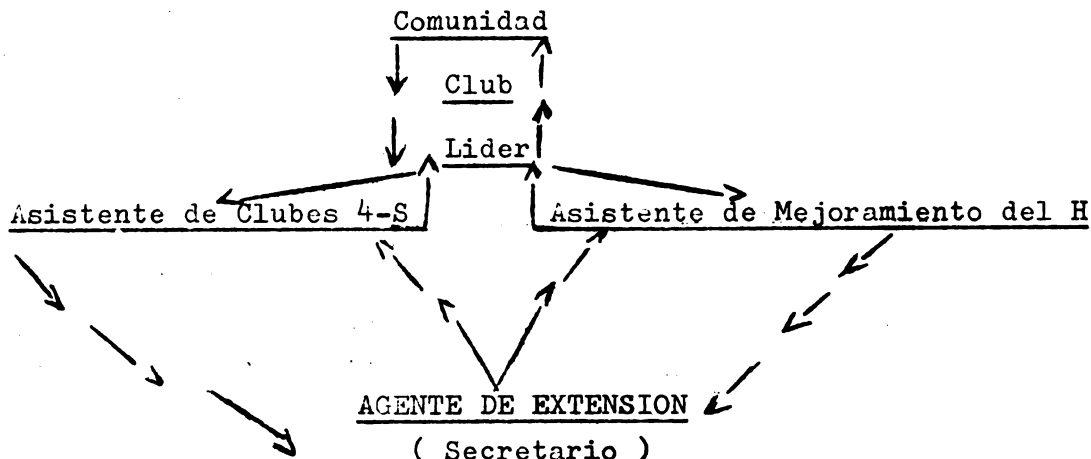 Comunidad
Club
Lider
Asistente de Clubes 4-S
Asistente de Mejoramiento del H
AGENTE DE EXTENSION
( Secretario )